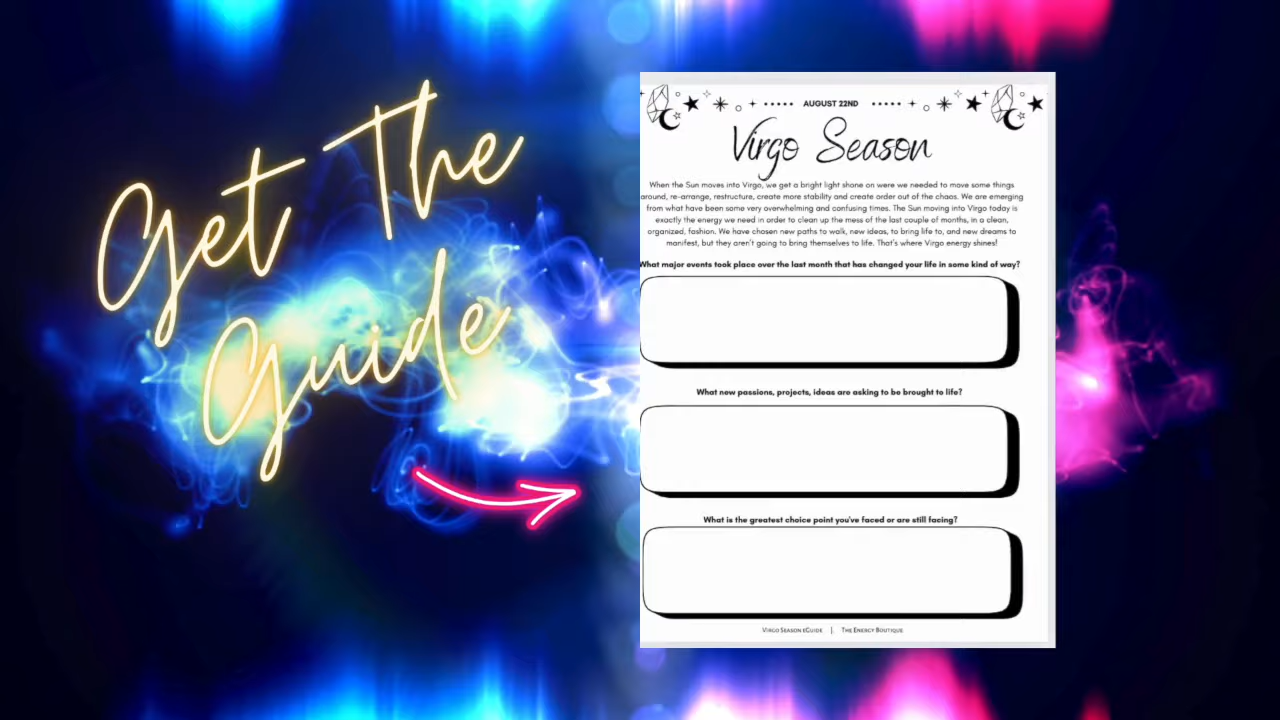 Get The
Guide
AUGUST 22ND
Virgo Season
When the Sun moves into Virgo, we get a bright light shone on were we needed to move some things
around, re-arrange, restructure, create more stability and create order out of the chaos. We are emerging
from what have been some very overwhelming and confusing times. The Sun moving into Virgo today is
exactly the energy we need in order to clean up the mess of the last couple of months, in a clean,
organized, fashion. We have chosen new paths to walk, new ideas, to bring life to, and new dreams to
manifest, but they aren't going to bring themselves to life. That's where Virgo energy shines!
What major events took place over the last month that has changed your life in some kind of way?
What new passions, projects, ideas are asking to be brought to life?
What is the greatest choice point you've faced or are still facing?
Virgo Season eGuide | The Energy Boutique